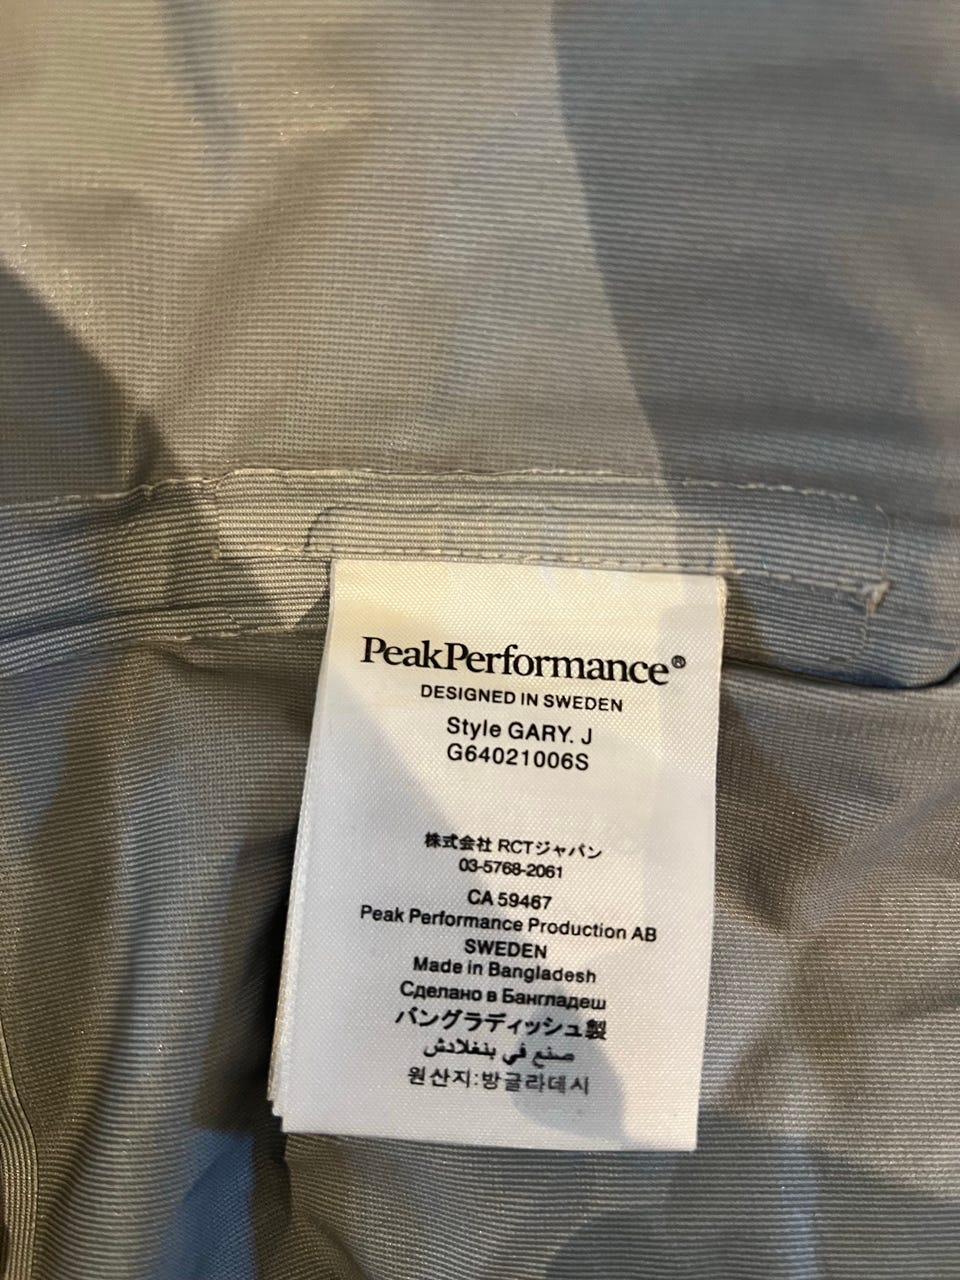 PeakPerformance®
DESIGNED IN SWEDEN
Style GARY. J
G64021006S
株式会社 RCTジャパン
03-5768-2061
CA 59467
Peak Performance Production AB
SWEDEN
Made in Bangladesh
Сделано в Бангладеш
バングラディッシュ製
صنع في بنغلادش
원산지:방글라데시